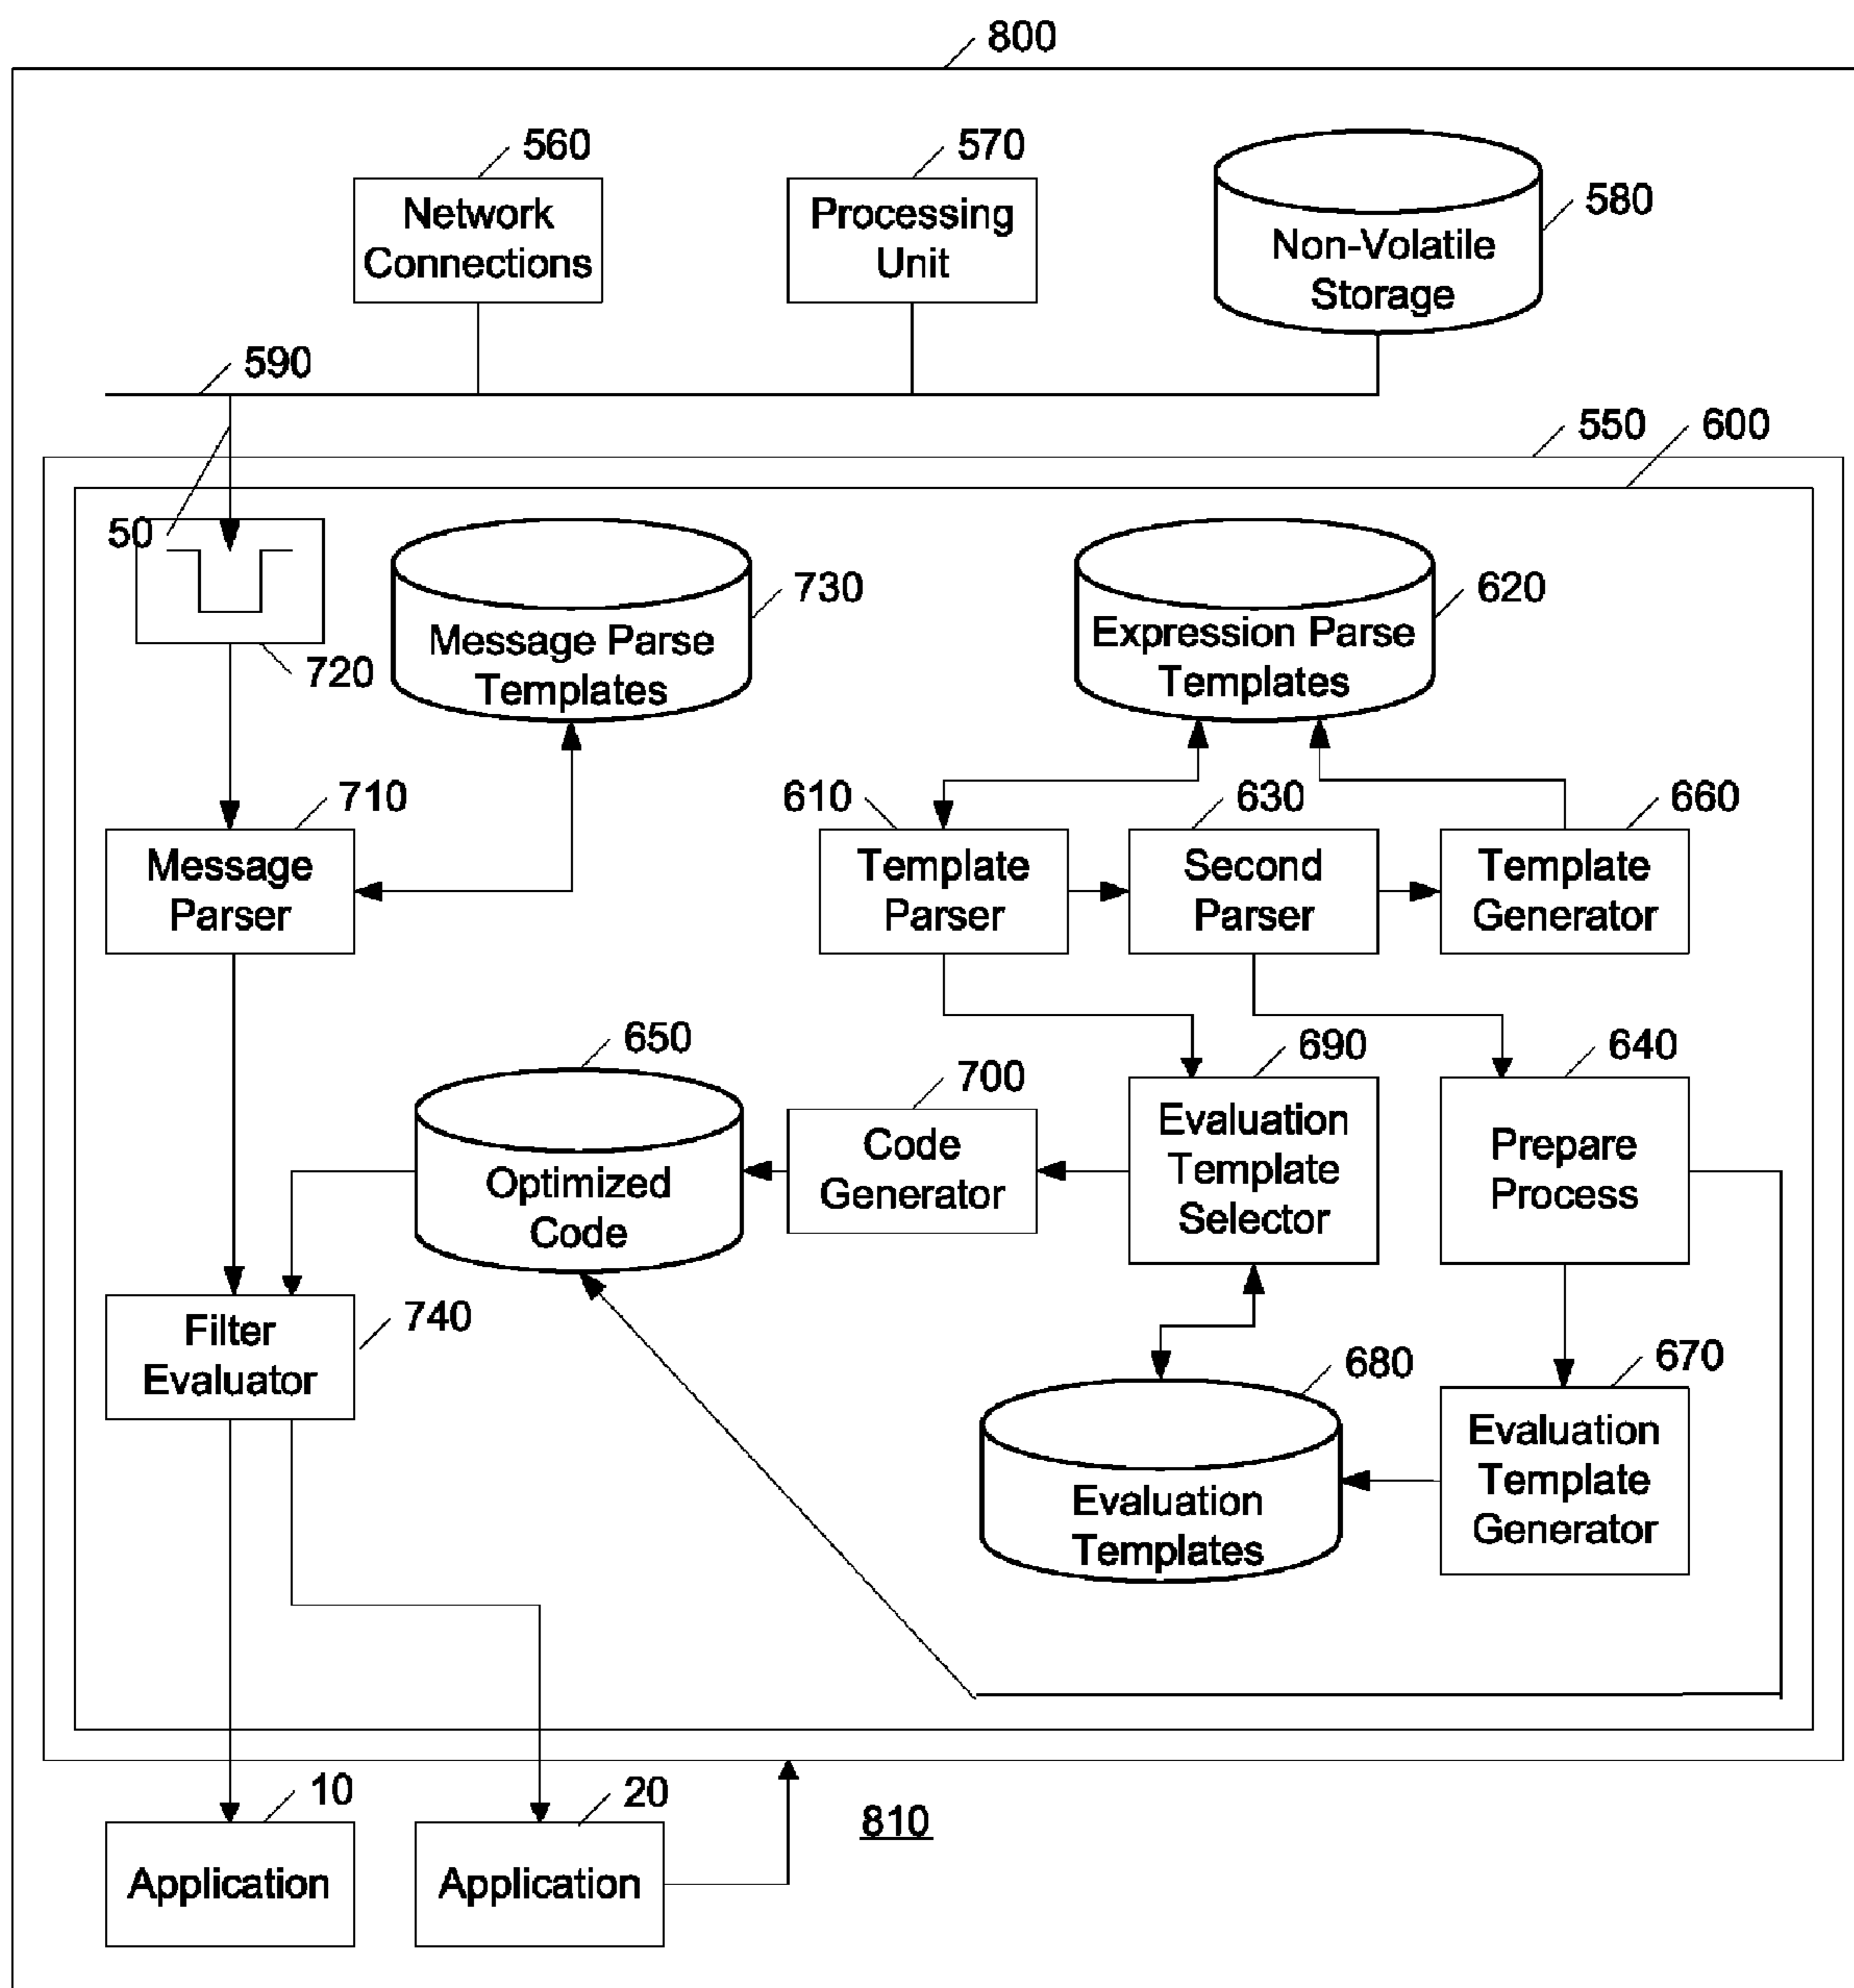 800
560
570
580
Network
Connections
Processing
Unit
Non-Volatile
Storage
590
550
600
50
720
730
620
Message Parse
Templates
Expression Parse
Templates
710
610
630
660
Message
Parser
Template
Parser
Second
Parser
Template
Generator
650
700
690
640
Optimized
Code
Code
Generator
Evaluation
Template
Selector
Prepare
Process
Filter
Evaluator
740
680
670
Evaluation
Templates
Evaluation
Template
Generator
10
20
810
Application
Application